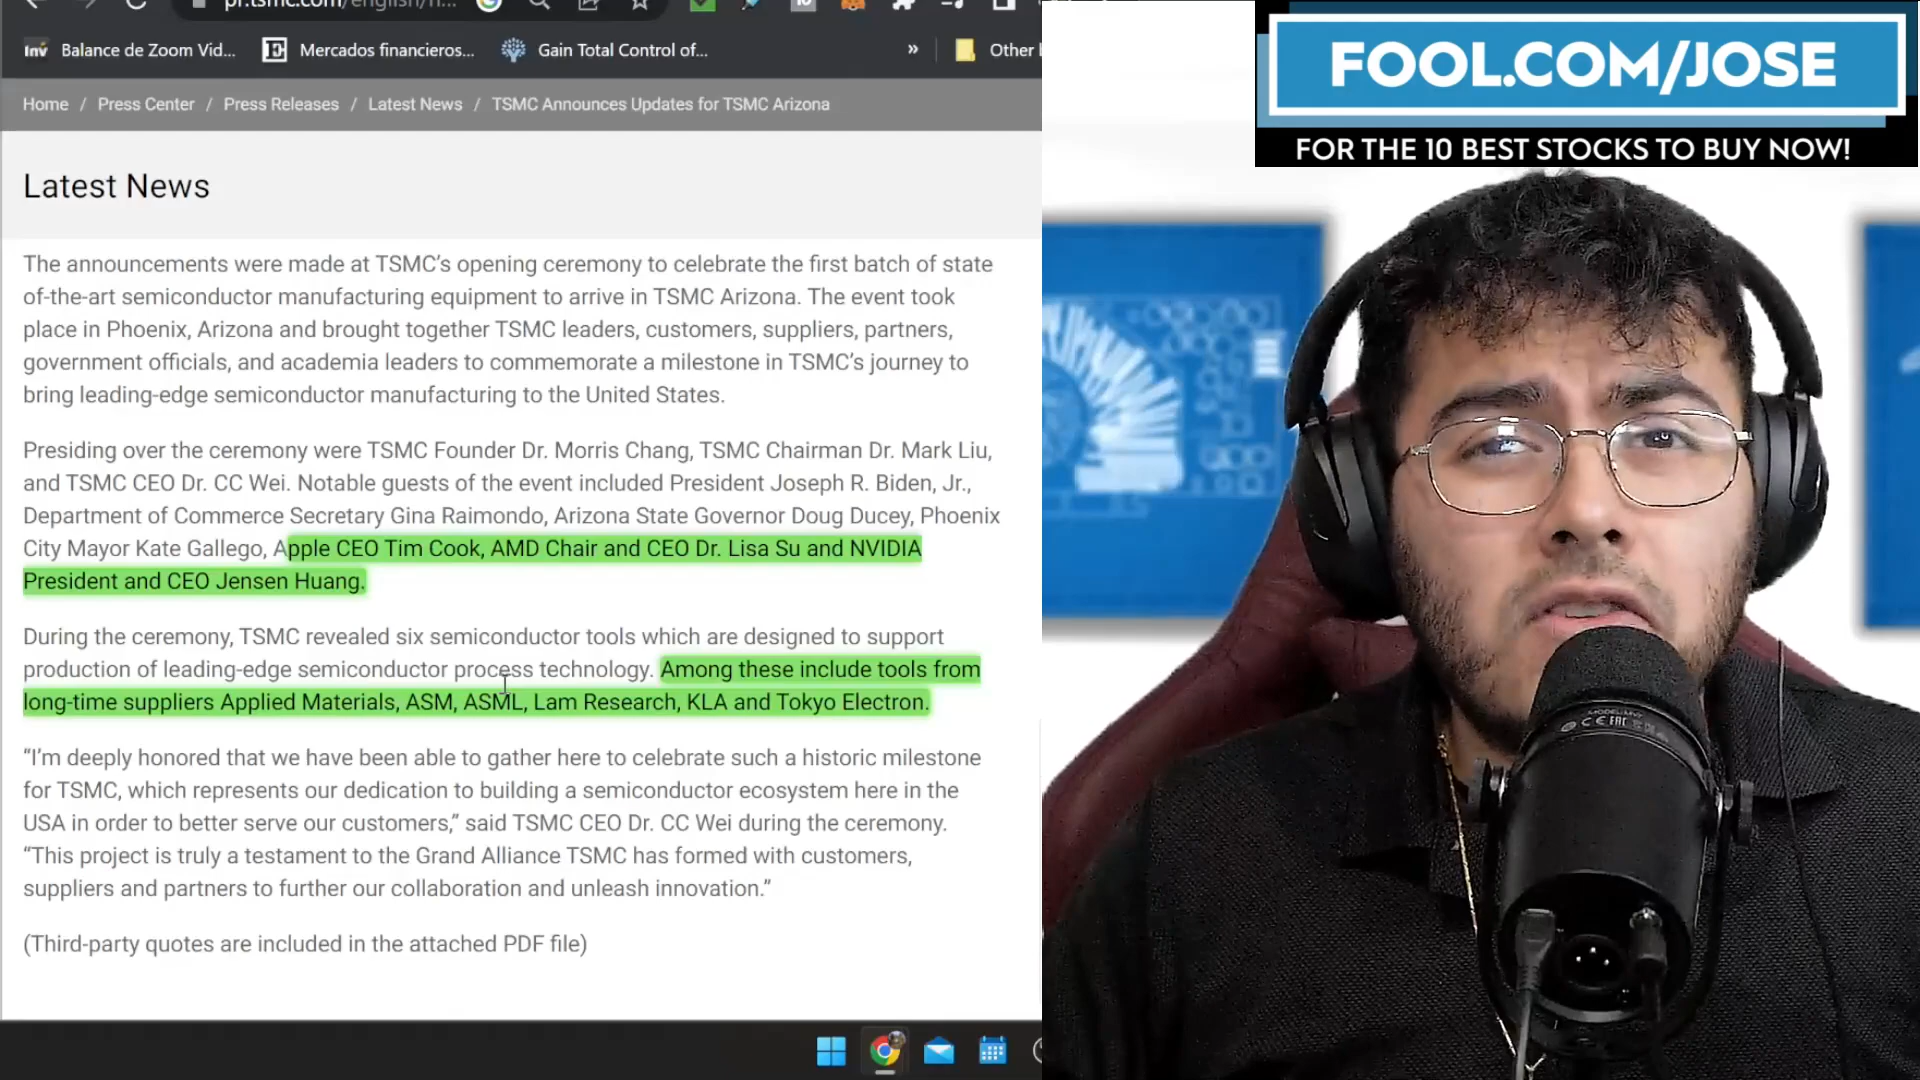 pr.tsmc.com/english/n...
Inv Balance de Zoom Vid... E Mercados financieros... Gain Total Control of... » Other
Home / Press Center / Press Releases / Latest News / TSMC Announces Updates for TSMC Arizona
Latest News
The announcements were made at TSMC’s opening ceremony to celebrate the first batch of state
of-the-art semiconductor manufacturing equipment to arrive in TSMC Arizona. The event took
place in Phoenix, Arizona and brought together TSMC leaders, customers, suppliers, partners,
government officials, and academia leaders to commemorate a milestone in TSMC’s journey to
bring leading-edge semiconductor manufacturing to the United States.
Presiding over the ceremony were TSMC Founder Dr. Morris Chang, TSMC Chairman Dr. Mark Liu,
and TSMC CEO Dr. CC Wei. Notable guests of the event included President Joseph R. Biden, Jr.,
Department of Commerce Secretary Gina Raimondo, Arizona State Governor Doug Ducey, Phoenix
City Mayor Kate Gallego, Apple CEO Tim Cook, AMD Chair and CEO Dr. Lisa Su and NVIDIA
President and CEO Jensen Huang.
During the ceremony, TSMC revealed six semiconductor tools which are designed to support
production of leading-edge semiconductor process technology. Among these include tools from
long-time suppliers Applied Materials, ASM, ASML, Lam Research, KLA and Tokyo Electron.
“I’m deeply honored that we have been able to gather here to celebrate such a historic milestone
for TSMC, which represents our dedication to building a semiconductor ecosystem here in the
USA in order to better serve our customers,” said TSMC CEO Dr. CC Wei during the ceremony.
“This project is truly a testament to the Grand Alliance TSMC has formed with customers,
suppliers and partners to further our collaboration and unleash innovation.”
(Third-party quotes are included in the attached PDF file)
FOOL.COM/JOSE
FOR THE 10 BEST STOCKS TO BUY NOW!